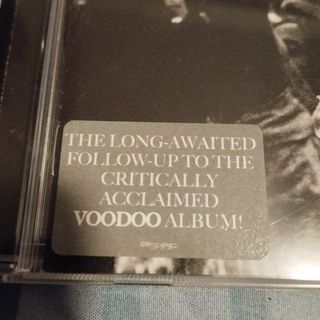 THE LONG-AWAITED
FOLLOW-UP TO THE
CRITICALLY
ACCLAIMED
VOODOO ALBUM!